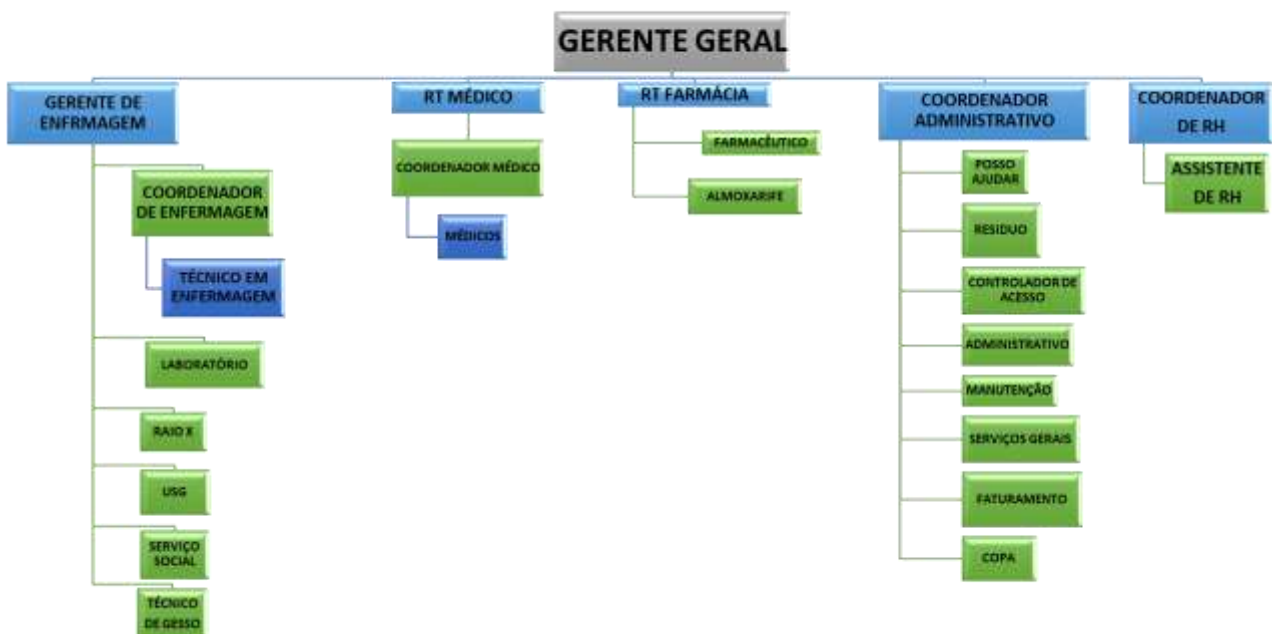 GERENTE GERAL
GERENTE DE
ENFRMAGEM
RT MÉDICO
RT FARMÁCIA
COORDENADOR
ADMINISTRATIVO
COORDENADOR
DE RH
COORDENADOR
DE ENFERMAGEM
TÉCNICO EM
ENFERMAGEM
LABORATÓRIO
RAIO X
USG
SERVIÇO
SOCIAL
TÉCNICO
DE GESSO
COORDENADOR MÉDICO
MÉDICOS
FARMACÊUTICO
ALMOXARIFE
POSSO
AJUDAR
RESIDUO
CONTROLADOR DE
ACESSO
ADMINISTRATIVO
MANUTENÇÃO
SERVIÇOS GERAIS
FATURAMENTO
COPA
ASSISTENTE
DE RH